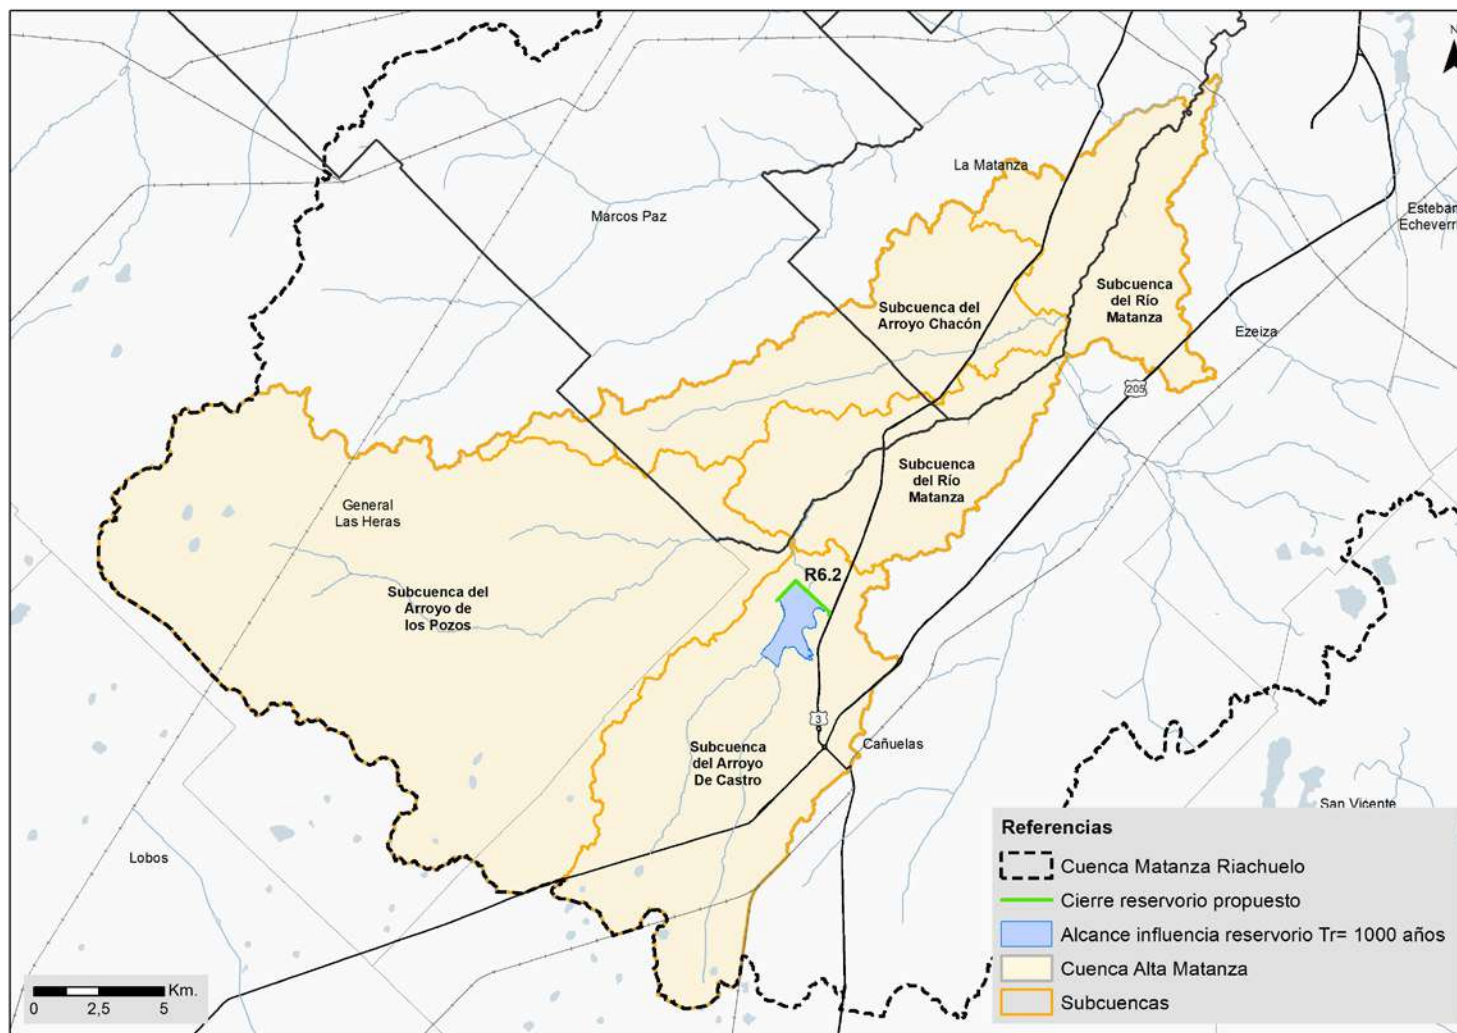 N
La Matanza
Marcos Paz
Esteban
Echeverr
Subcuenca
del Río
Matanza
Subcuenca del
Arroyo Chacón
Ezeiza
205
Subcuenca
del Río
Matanza
General
Las Heras
R6.2
Subcuenca del
Arroyo de
los Pozos
3
Cañuelas
Subcuenca
del Arroyo
De Castro
San Vicente
Lobos
Referencias
Cuenca Matanza Riachuelo
Cierre reservorio propuesto
Alcance influencia reservorio Tr= 1000 años
Cuenca Alta Matanza
Subcuencas
Km.
0 2,5 5